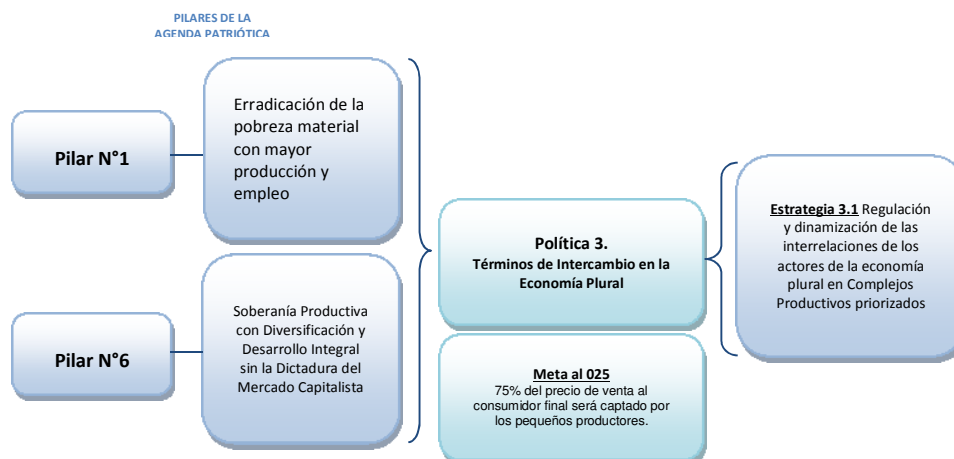 PILARES DE LA
AGENDA PATRIÓTICA
Pilar N°1
Erradicación de la
pobreza material
con mayor
producción y
empleo
Pilar N°6
Soberanía Productiva
con Diversificación y
Desarrollo Integral
sin la Dictadura del
Mercado Capitalista
Política 3.
Términos de Intercambio en la
Economía Plural
Meta al 025
75% del precio de venta al
consumidor final será captado por
los pequeños productores.
Estrategia 3.1 Regulación
y dinamización de las
interrelaciones de los
actores de la economía
plural en Complejos
Productivos priorizados